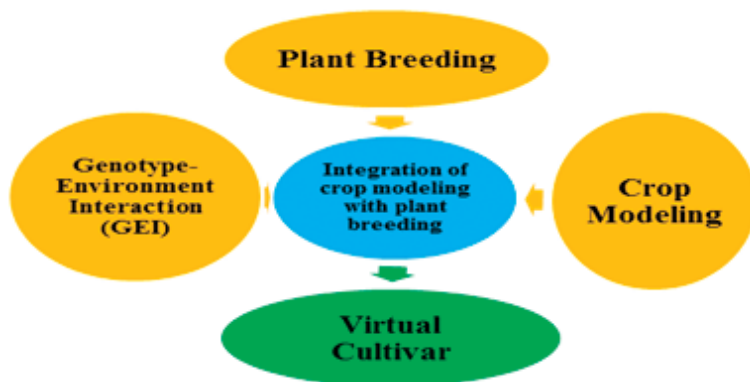 Plant Breeding
Genotype-
Environment
Interaction
(GEI)
Integration of
crop modeling
with plant
breeding
Crop
Modeling
Virtual
Cultivar